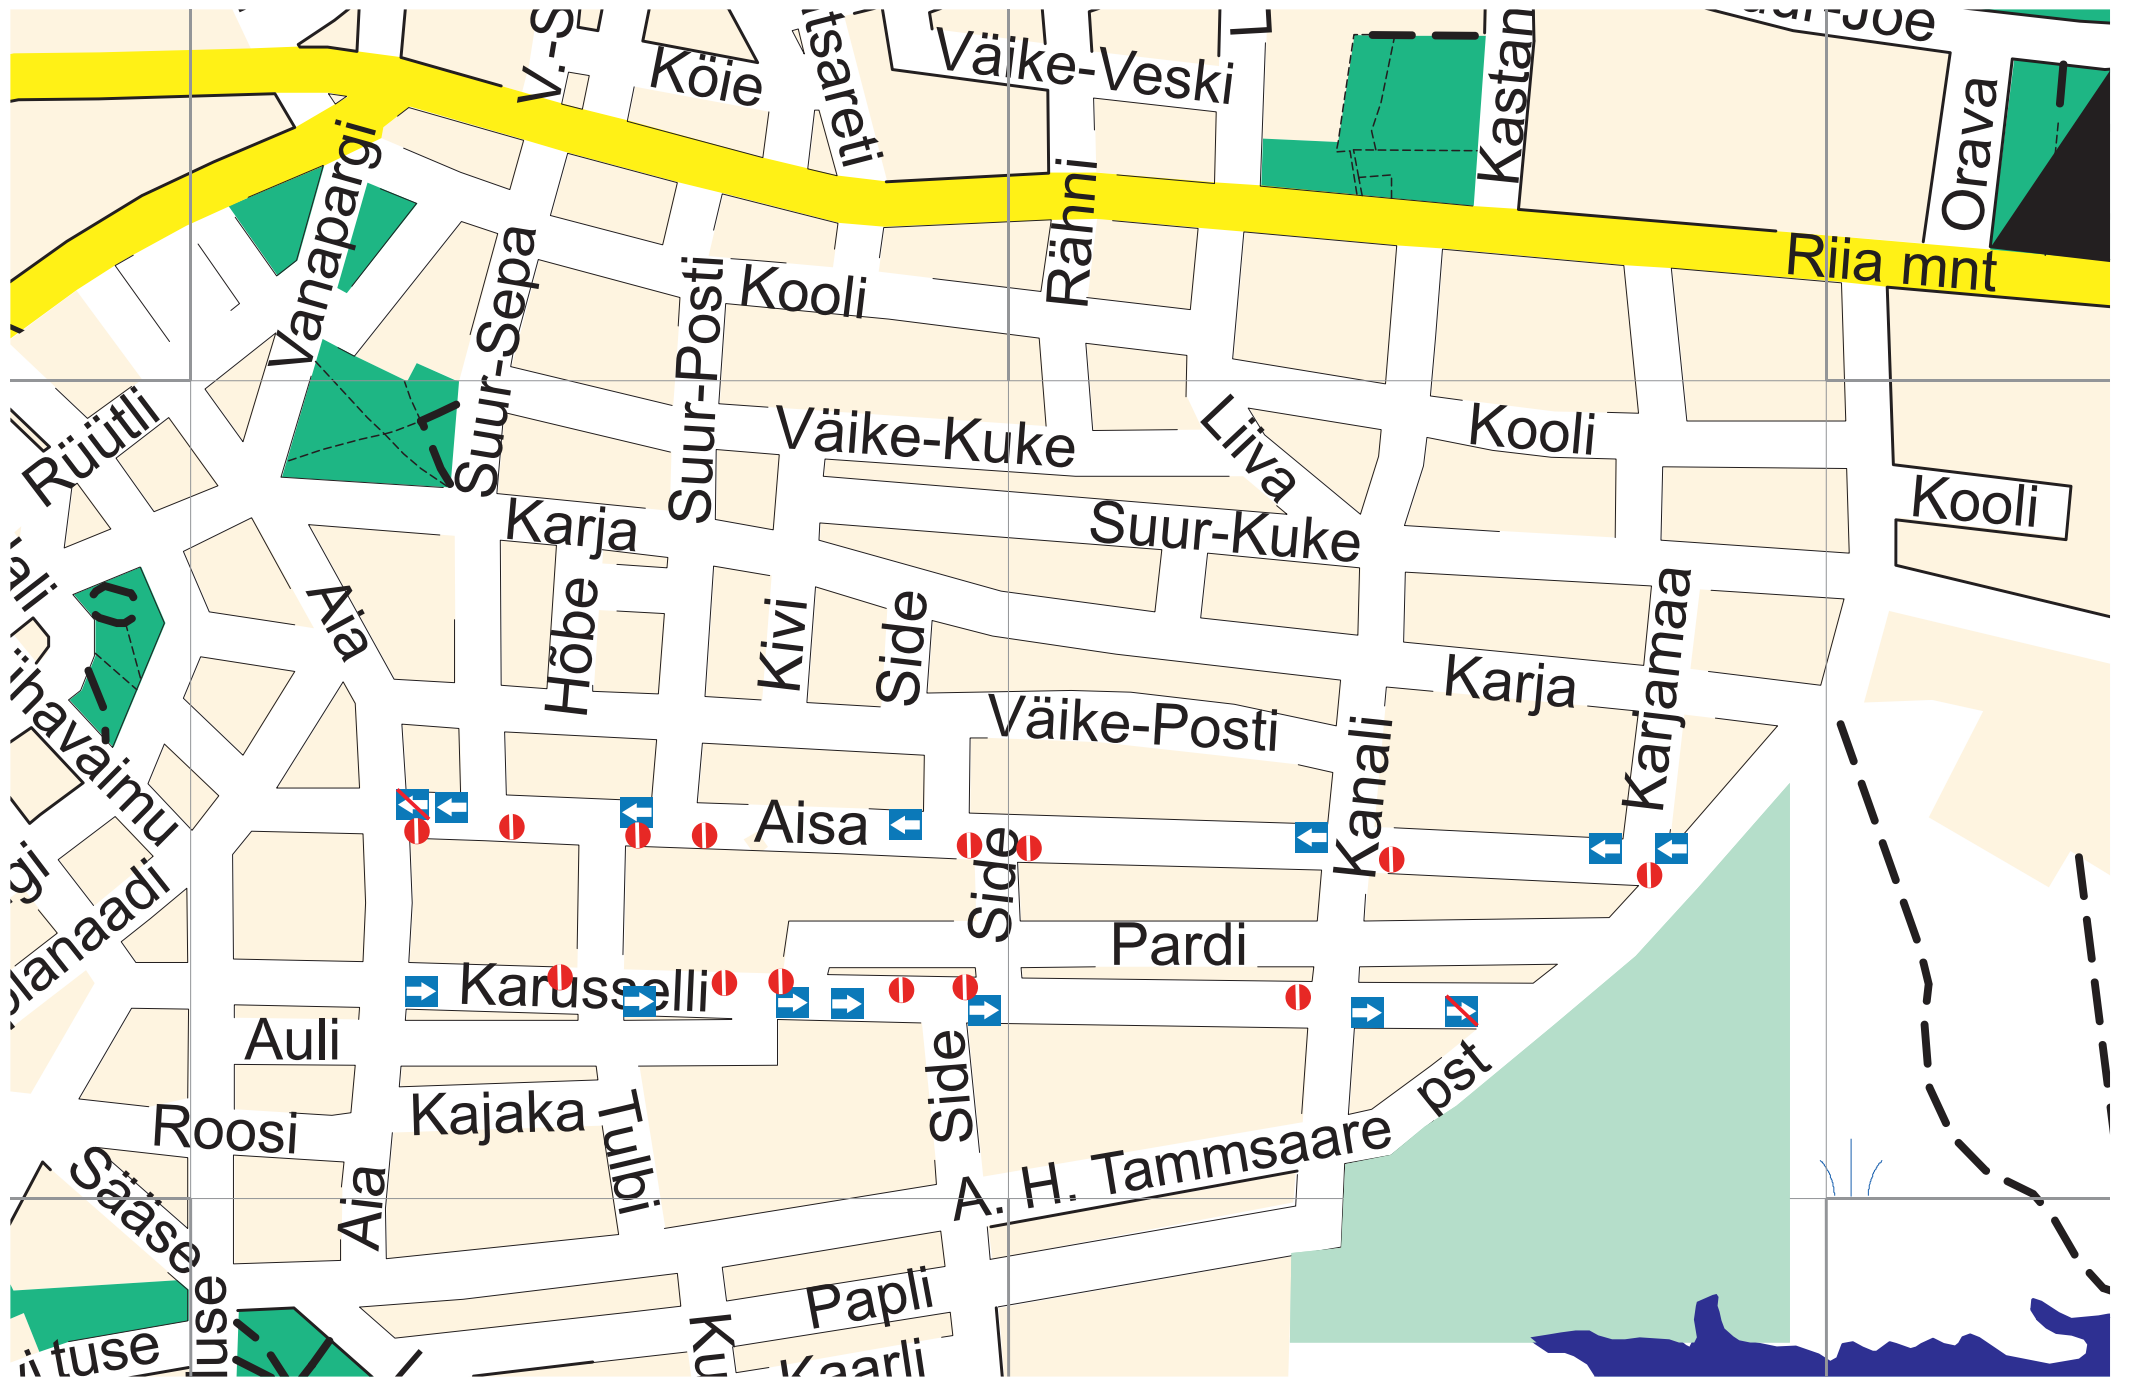 Köie
Väike-Veski
Kastan
Orava
Vanapargi
Rähni
Riia mnt
Suur-Sepa
Suur-Posti
Kooli
Rüütli
Väike-Kuke
Liiva
Kooli
Kooli
Karja
Suur-Kuke
Aia
Hõbe
Kivi
Side
Karja
Karjamaa
Väike-Posti
Kanali
Aisa
Side
Pardi
Karusselli
Auli
Side
pst
Kajaka
Tulbi
Roosi
A. H. Tammsaare
Sääse
Aia
Papli
Kaarli